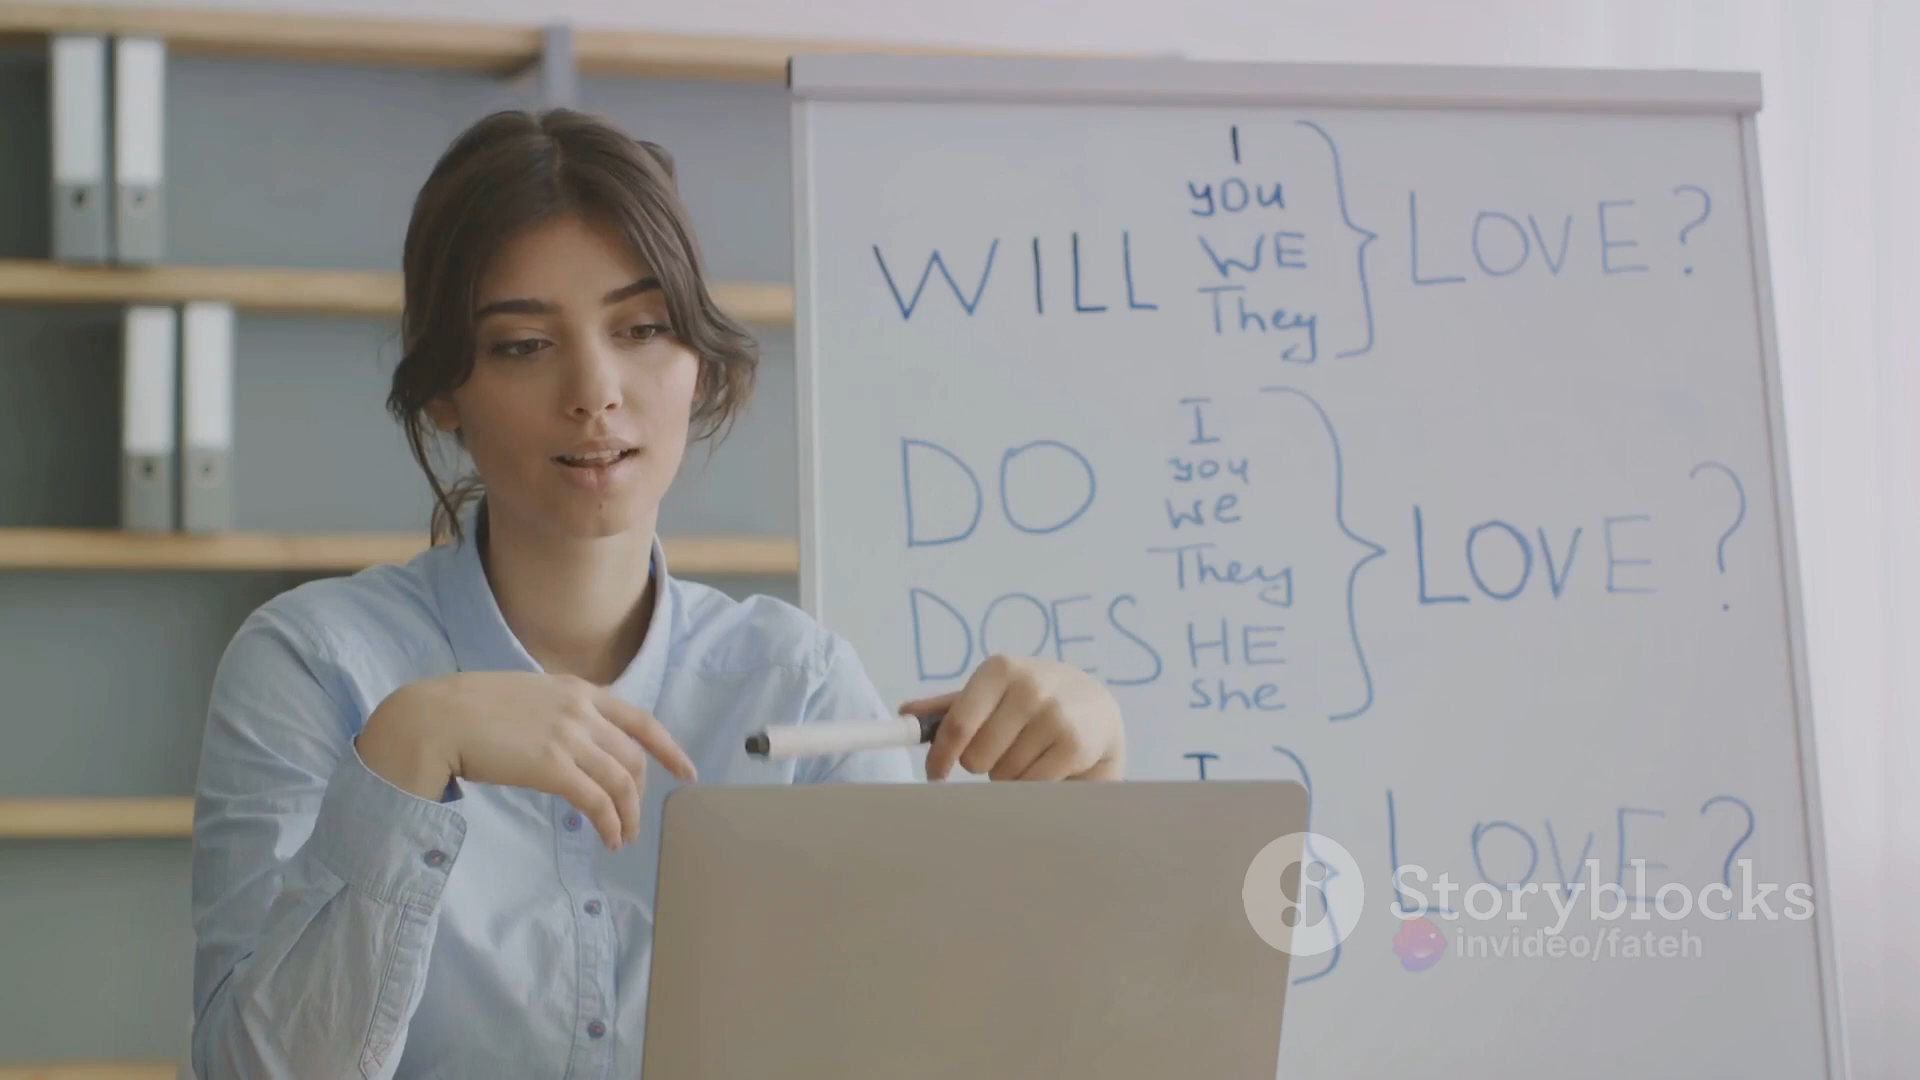 I
you
WILL WE LOVE?
They
I
you
DO we
They LOVE?
DOES HE
she
I
LOVE?
Storyblocks
invideo/fateh